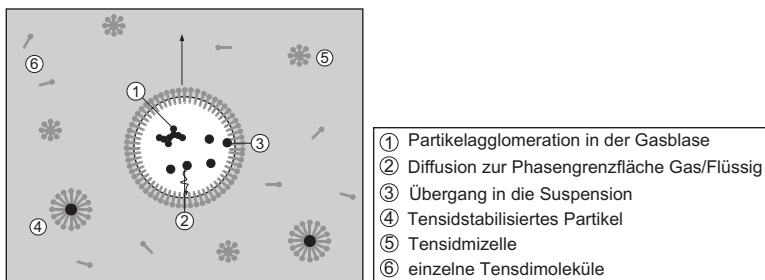 ①
②
③
④
⑤
⑥
① Partikelagglomeration in der Gasblase
② Diffusion zur Phasengrenzfläche Gas/Flüssig
③ Übergang in die Suspension
④ Tensidstabilisiertes Partikel
⑤ Tensidmizelle
⑥ einzelne Tensdimoleküle